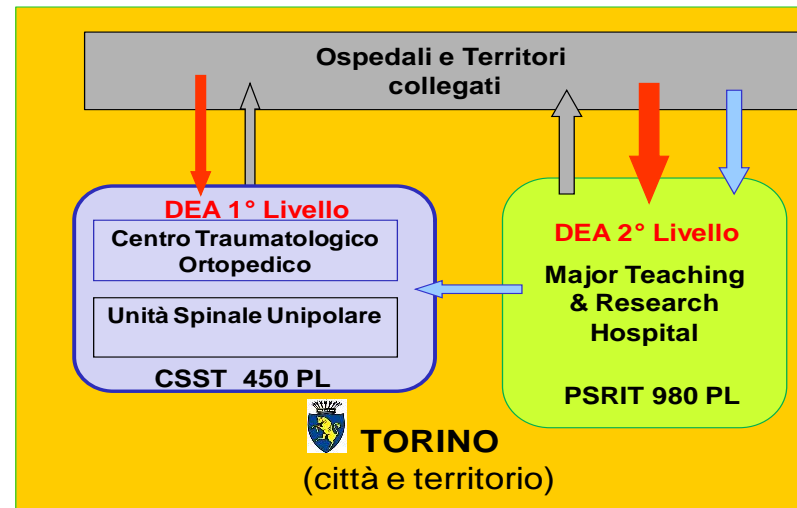 Ospedali e Territori
collegati
DEA 1° Livello
Centro Traumatologico
Ortopedico
Unità Spinale Unipolare
CSST 450 PL
DEA 2° Livello
Major Teaching
& Research
Hospital
PSRIT 980 PL
TORINO
(città e territorio)